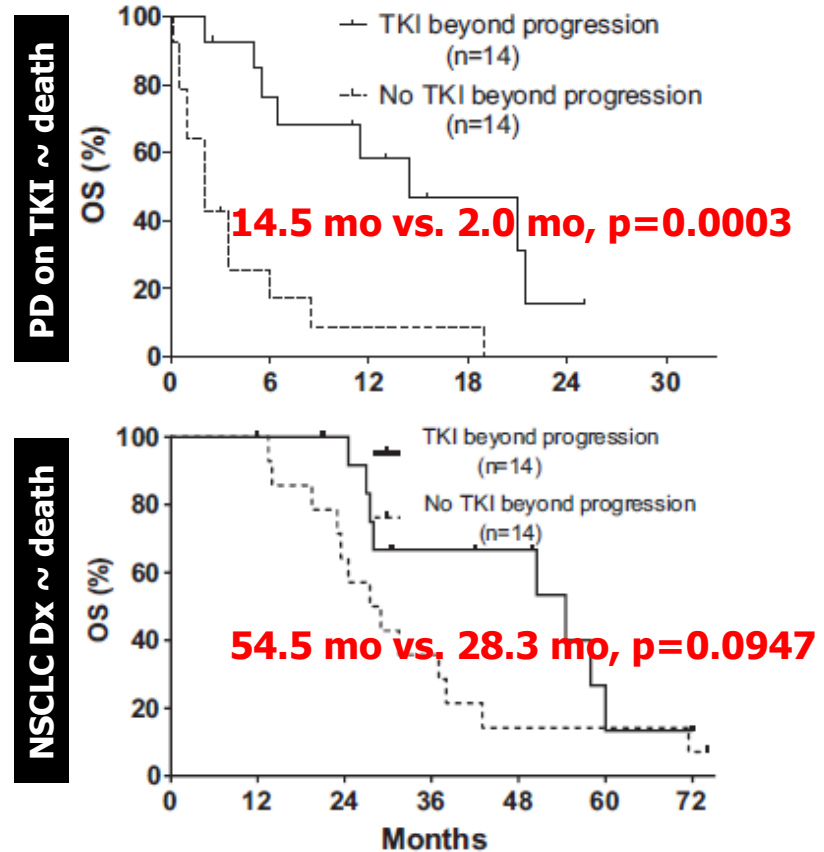 PD on TKI ~ death
OS (%)
100
80
60
40
20
0
TKI beyond progression
(n=14)
No TKI beyond progression
(n=14)
14.5 mo vs. 2.0 mo, p=0.0003
0 6 12 18 24 30
NSCLC Dx ~ death
OS (%)
100
80
60
40
20
0
TKI beyond progression
(n=14)
No TKI beyond progression
(n=14)
54.5 mo vs. 28.3 mo, p=0.0947
0 12 24 36 48 60 72
Months